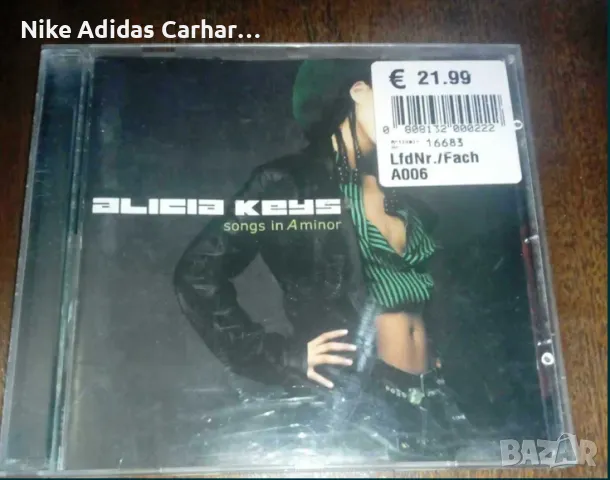 Nike Adidas Carhar...
€ 21.99
0 808132 000222
16683
LfdNr./Fach
A006
ALICIA KEYS
songs in A minor
BAZAR